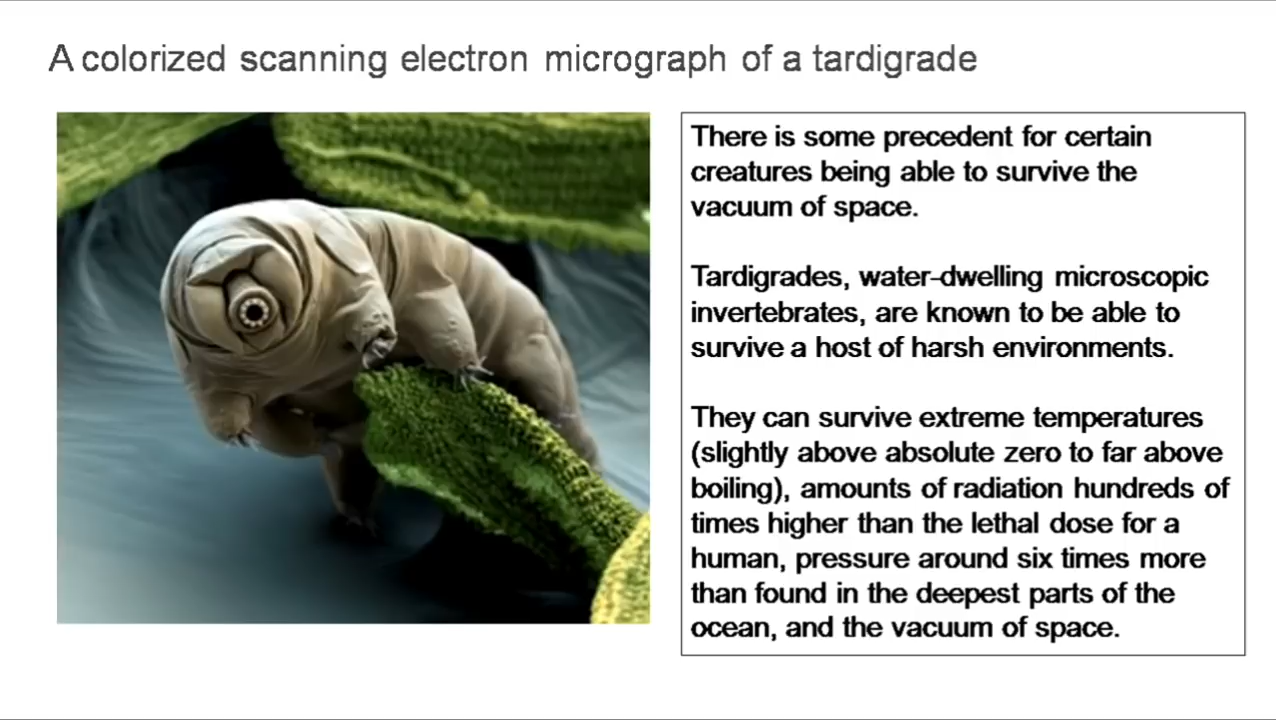 A colorized scanning electron micrograph of a tardigrade
There is some precedent for certain
creatures being able to survive the
vacuum of space.
Tardigrades, water-dwelling microscopic
invertebrates, are known to be able to
survive a host of harsh environments.
They can survive extreme temperatures
(slightly above absolute zero to far above
boiling), amounts of radiation hundreds of
times higher than the lethal dose for a
human, pressure around six times more
than found in the deepest parts of the
ocean, and the vacuum of space.